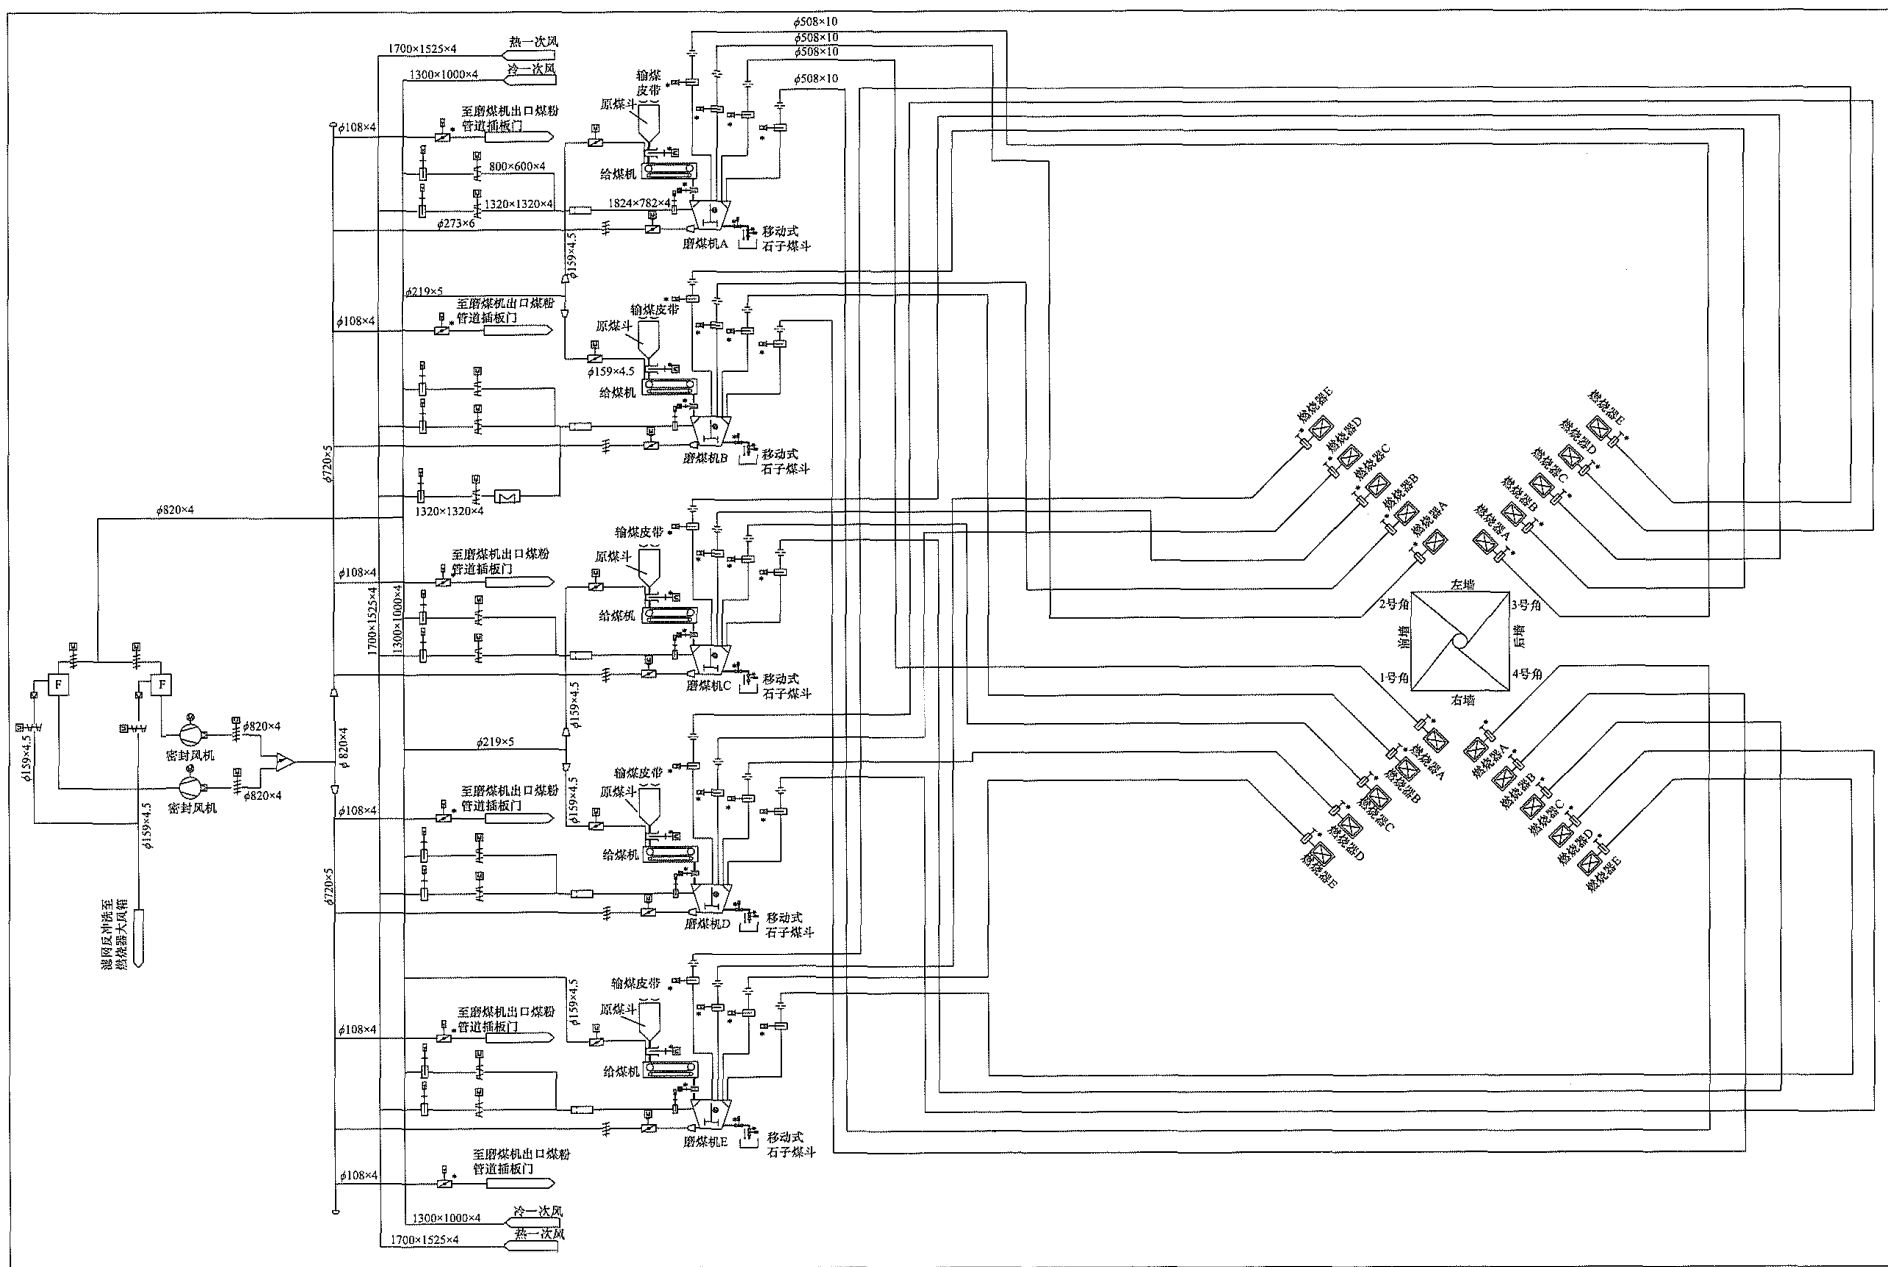 φ508×10
φ508×10
φ508×10
φ508×10
热一次风
1700×1525×4
冷一次风
1300×1000×4
输煤
皮带
原煤斗
至磨煤机出口煤粉
管道插板门
φ108×4
800×600×4
给煤机
1320×1320×4
1824×782×4
φ273×6
磨煤机A
移动式
石子煤斗
φ159×4.5
φ219×5
至磨煤机出口煤粉
管道插板门
φ108×4
输煤皮带
原煤斗
φ159×4.5
给煤机
磨煤机B
移动式
石子煤斗
φ720×5
1320×1320×4
φ820×4
输煤皮带
至磨煤机出口煤粉
管道插板门
φ108×4
原煤斗
1700×1525×4
1300×1000×4
给煤机
磨煤机C
移动式
石子煤斗
φ159×4.5
F
F
φ159×4.5
φ820×4
密封风机
φ820×4
密封风机
φ820×4
φ159×4.5
φ219×5
φ159×4.5
输煤皮带
至磨煤机出口煤粉
管道插板门
φ108×4
原煤斗
给煤机
φ720×5
磨煤机D
移动式
石子煤斗
滤网反冲洗至
燃烧器大风箱
φ159×4.5
输煤皮带
至磨煤机出口煤粉
管道插板门
φ108×4
原煤斗
给煤机
磨煤机E
移动式
石子煤斗
至磨煤机出口煤粉
管道插板门
φ108×4
冷一次风
1300×1000×4
热一次风
1700×1525×4
燃烧器E
燃烧器D
燃烧器C
燃烧器B
燃烧器A
燃烧器E
燃烧器D
燃烧器C
燃烧器B
燃烧器A
左墙
2号角
3号角
前墙
后墙
1号角
4号角
右墙
燃烧器A
燃烧器B
燃烧器C
燃烧器D
燃烧器E
燃烧器A
燃烧器B
燃烧器C
燃烧器D
燃烧器E